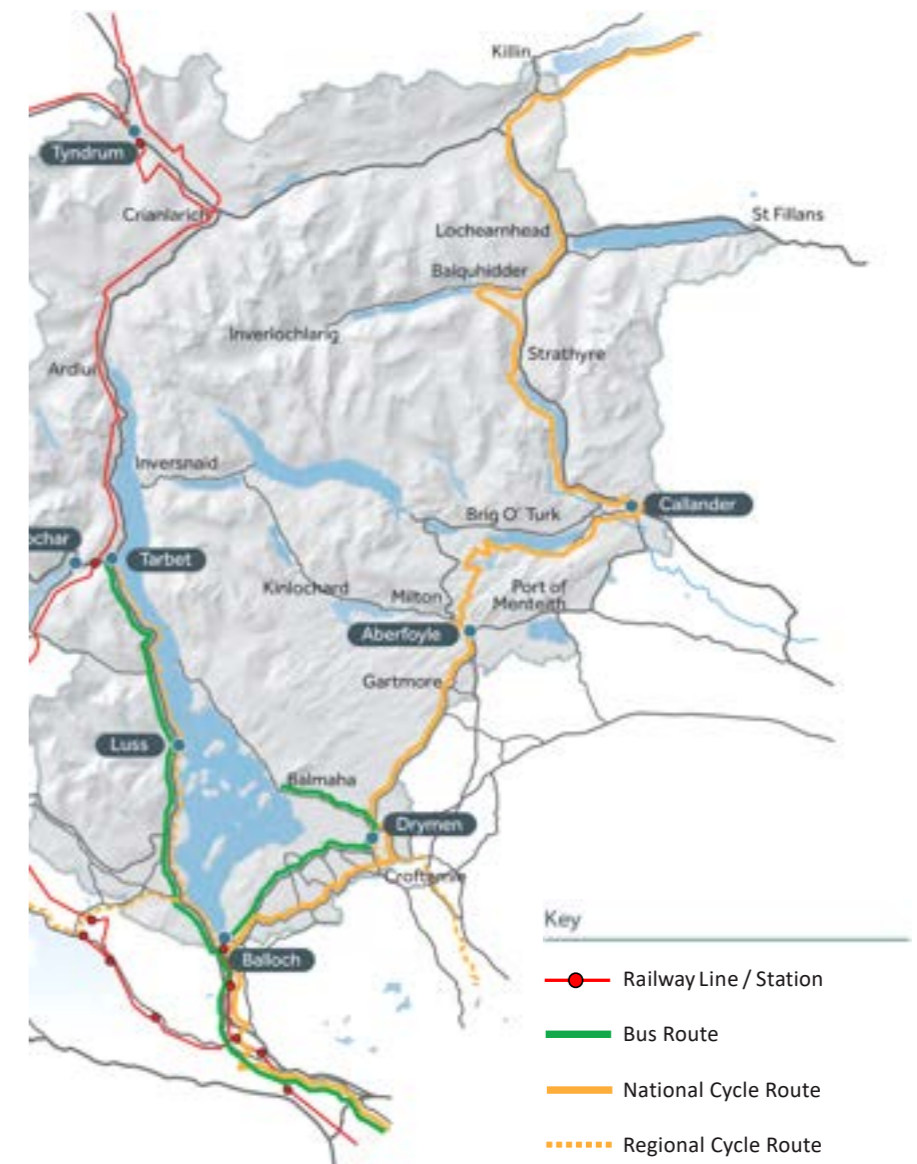 Killin
Tyndrum
Crianlarich
St Fillans
Lochearnhead
Balquhidder
Inverlochlarig
Strathyre
Ardlui
Inversnaid
Callander
Brig O' Turk
ochar
Tarbet
Kinlochard
Milton
Port of
Menteith
Aberfoyle
Gartmore
Luss
Balmaha
Drymen
Croftamie
Key
Balloch
Railway Line / Station
Bus Route
National Cycle Route
Regional Cycle Route